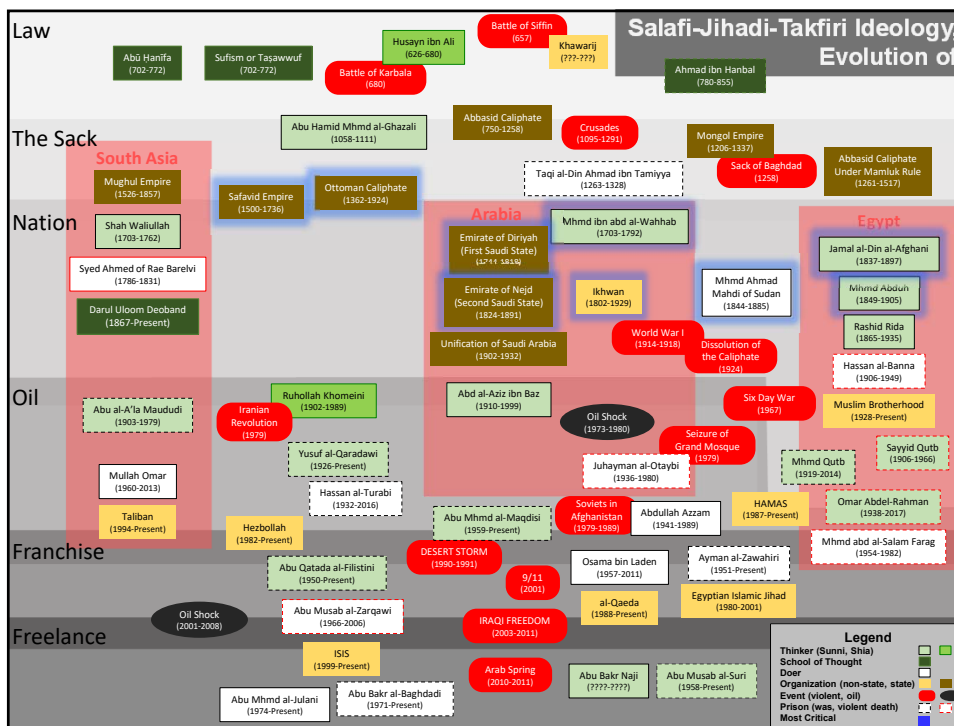 Law
Salafi-Jihadi-Takfiri Ideology,
Evolution of
Battle of Siffin
(657)
Husayn ibn Ali
(626-680)
Khawarij
(???-???)
Abū Ḥanīfa
(702-772)
Sufism or Taṣawwuf
(702-772)
Battle of Karbala
(680)
Ahmad ibn Hanbal
(780-855)
The Sack
Abu Hamid Mhmd al-Ghazali
(1058-1111)
Abbasid Caliphate
(750-1258)
Crusades
(1095-1291)
Mongol Empire
(1206-1337)
South Asia
Mughul Empire
(1526-1857)
Safavid Empire
(1500-1736)
Ottoman Caliphate
(1362-1924)
Taqi al-Din Ahmad ibn Tamiyya
(1263-1328)
Sack of Baghdad
(1258)
Abbasid Caliphate
Under Mamluk Rule
(1261-1517)
Nation
Arabia
Egypt
Shah Waliullah
(1703-1762)
Emirate of Diriyah
(First Saudi State)
(1744-1818)
Mhmd ibn abd al-Wahhab
(1703-1792)
Jamal al-Din al-Afghani
(1837-1897)
Syed Ahmed of Rae Barelvi
(1786-1831)
Emirate of Nejd
(Second Saudi State)
(1824-1891)
Ikhwan
(1802-1929)
Mhmd Ahmad
Mahdi of Sudan
(1844-1885)
Mhmd Abduh
(1849-1905)
Darul Uloom Deoband
(1867-Present)
Unification of Saudi Arabia
(1902-1932)
World War I
(1914-1918)
Dissolution of
the Caliphate
(1924)
Rashid Rida
(1865-1935)
Hassan al-Banna
(1906-1949)
Oil
Abu al-A’la Maududi
(1903-1979)
Iranian
Revolution
(1979)
Ruhollah Khomeini
(1902-1989)
Abd al-Aziz ibn Baz
(1910-1999)
Oil Shock
(1973-1980)
Six Day War
(1967)
Muslim Brotherhood
(1928-Present)
Yusuf al-Qaradawi
(1926-Present)
Seizure of
Grand Mosque
(1979)
Mhmd Qutb
(1919-2014)
Sayyid Qutb
(1906-1966)
Mullah Omar
(1960-2013)
Hassan al-Turabi
(1932-2016)
Juhayman al-Otaybi
(1936-1980)
Taliban
(1994-Present)
Hezbollah
(1982-Present)
Abu Mhmd al-Maqdisi
(1959-Present)
Soviets in
Afghanistan
(1979-1989)
Abdullah Azzam
(1941-1989)
HAMAS
(1987-Present)
Omar Abdel-Rahman
(1938-2017)
Franchise
Mhmd abd al-Salam Farag
(1954-1982)
Abu Qatada al-Filistini
(1950-Present)
DESERT STORM
(1990-1991)
9/11
(2001)
Osama bin Laden
(1957-2011)
Ayman al-Zawahiri
(1951-Present)
Oil Shock
(2001-2008)
Abu Musab al-Zarqawi
(1966-2006)
IRAQI FREEDOM
(2003-2011)
al-Qaeda
(1988-Present)
Egyptian Islamic Jihad
(1980-2001)
Freelance
ISIS
(1999-Present)
Arab Spring
(2010-2011)
Abu Bakr Naji
(????-????)
Abu Musab al-Suri
(1958-Present)
Abu Mhmd al-Julani
(1974-Present)
Abu Bakr al-Baghdadi
(1971-Present)
Legend
Thinker (Sunni, Shia)
School of Thought
Doer
Organization (non-state, state)
Event (violent, oil)
Prison (was, violent death)
Most Critical